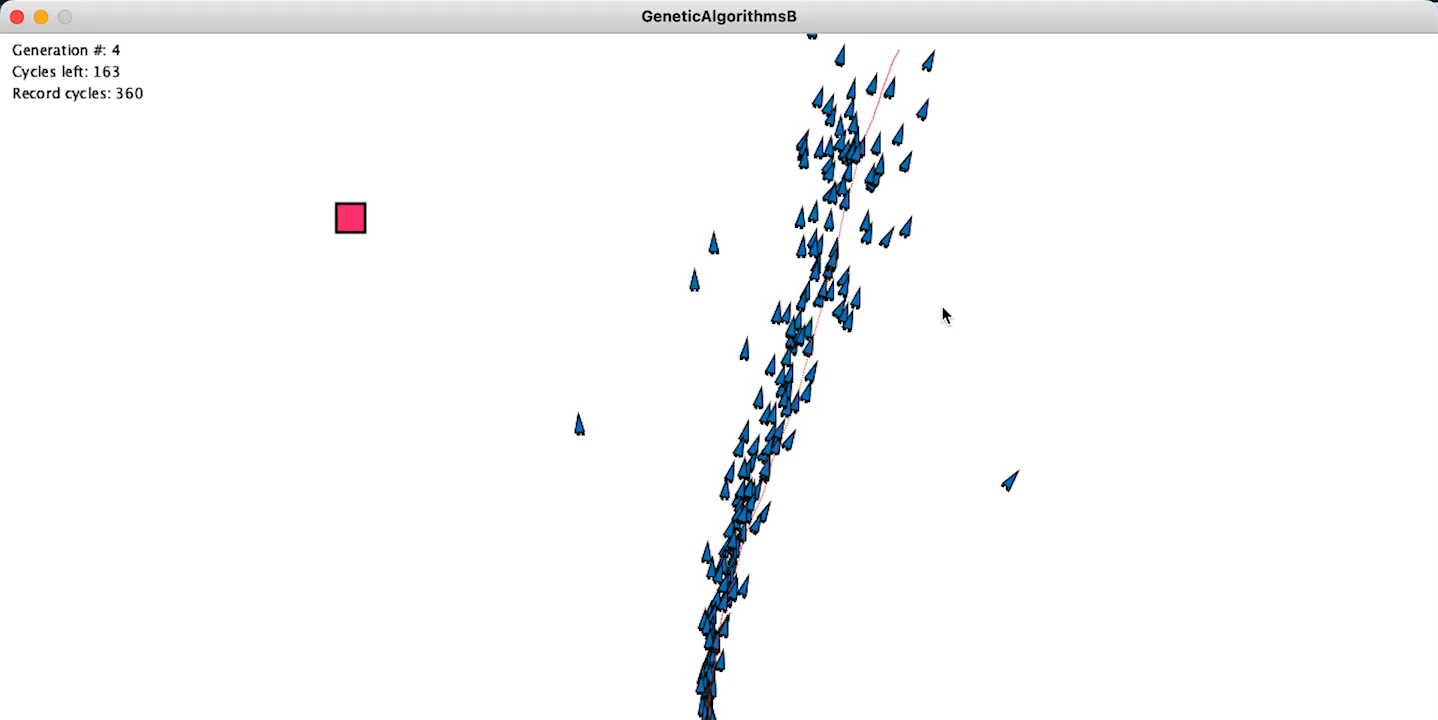 GeneticAlgorithmsB
Generation #: 4
Cycles left: 163
Record cycles: 360